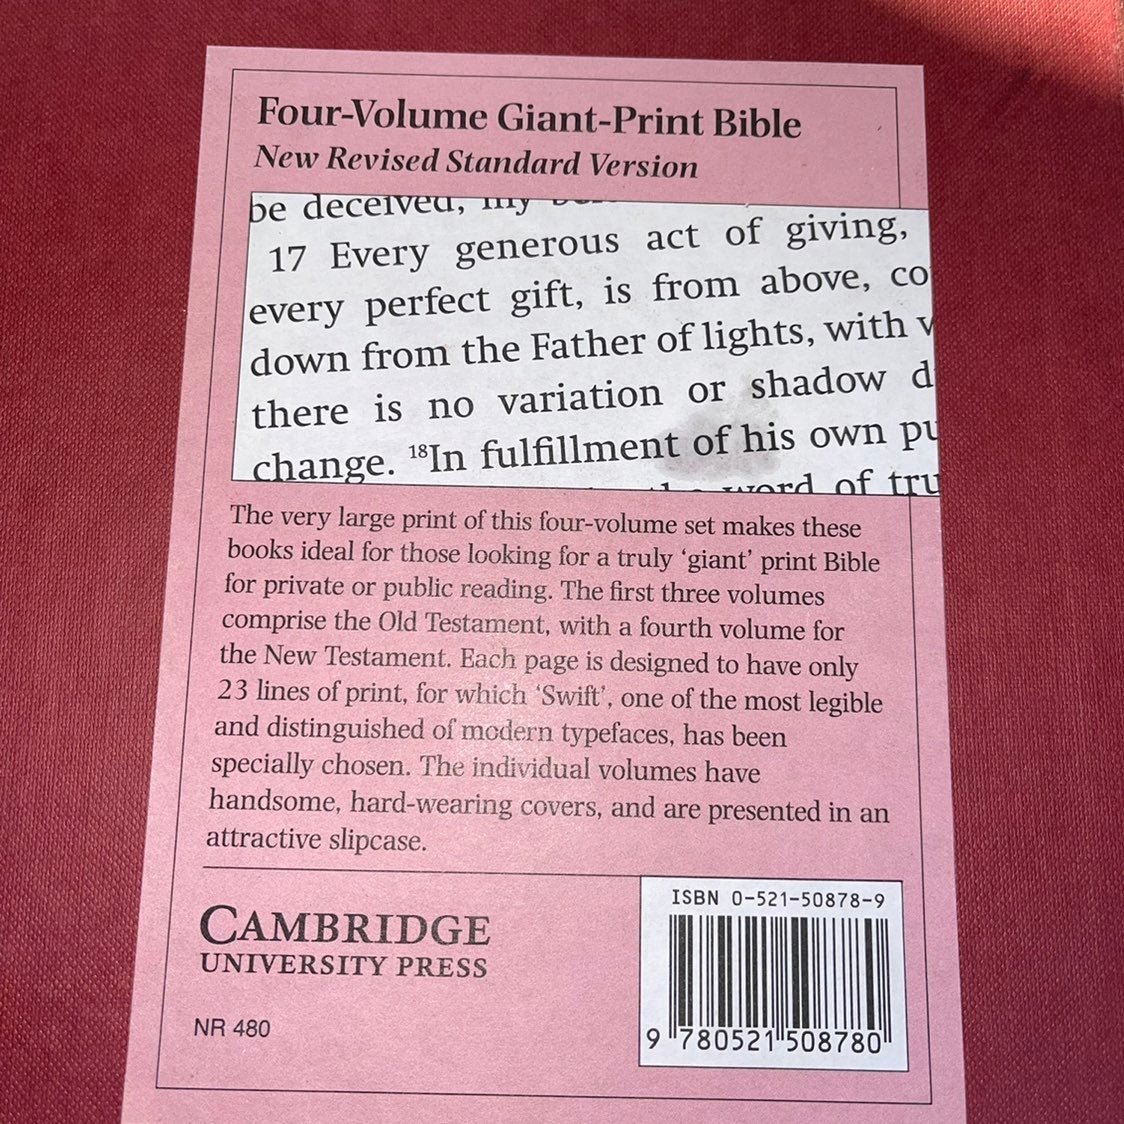 Four-Volume Giant-Print Bible
New Revised Standard Version
be deceived, my
17 Every generous act of giving,
every perfect gift, is from above, co
down from the Father of lights, with
there is no variation or shadow d
change. 18In fulfillment of his own pu
word of tru
The very large print of this four-volume set makes these
books ideal for those looking for a truly ‘giant’ print Bible
for private or public reading. The first three volumes
comprise the Old Testament, with a fourth volume for
the New Testament. Each page is designed to have only
23 lines of print, for which ‘Swift’, one of the most legible
and distinguished of modern typefaces, has been
specially chosen. The individual volumes have
handsome, hard-wearing covers, and are presented in an
attractive slipcase.
CAMBRIDGE
UNIVERSITY PRESS
NR 480
ISBN 0-521-50878-9
9 780521 508780